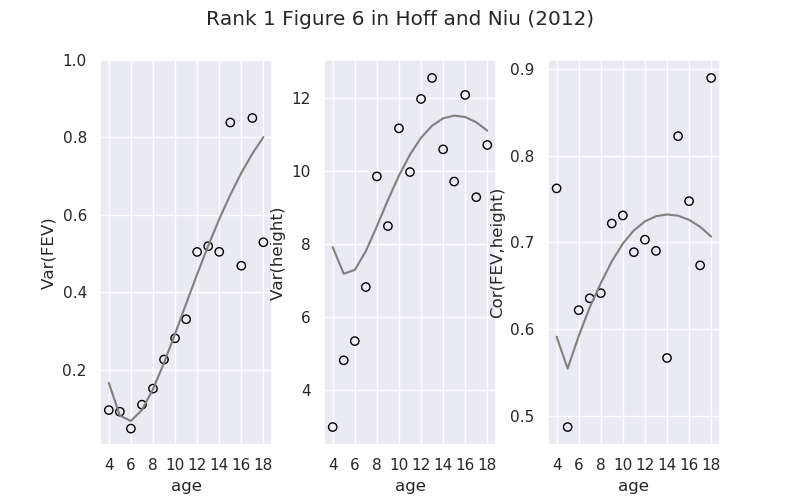 Rank 1 Figure 6 in Hoff and Niu (2012)
Var(FEV)
1.0
0.8
0.6
0.4
0.2
4 6 8 10 12 14 16 18
age
Var(height)
12
10
8
6
4
4 6 8 10 12 14 16 18
age
Cor(FEV,height)
0.9
0.8
0.7
0.6
0.5
4 6 8 10 12 14 16 18
age